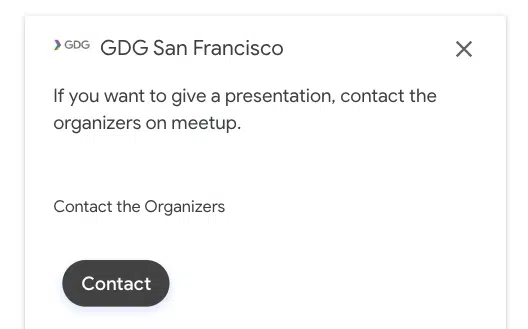 GDG GDG San Francisco
If you want to give a presentation, contact the
organizers on meetup.
Contact the Organizers
Contact